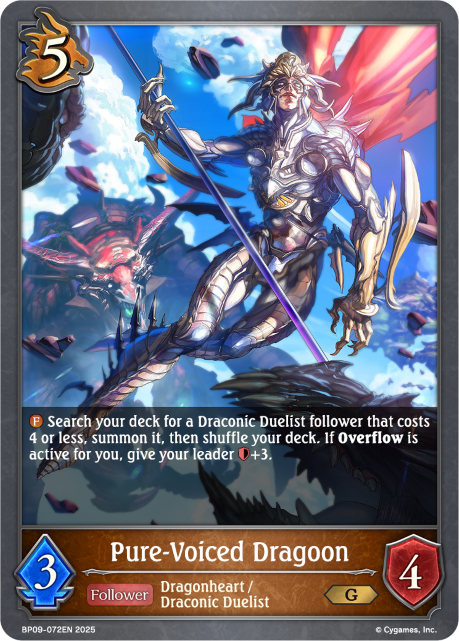 5
F Search your deck for a Draconic Duelist follower that costs
4 or less, summon it, then shuffle your deck. If Overflow is
active for you, give your leader +3.
Pure-Voiced Dragoon
3
Follower
Dragonheart /
Draconic Duelist
G
4
BP09-072EN 2025
© Cygames, Inc.